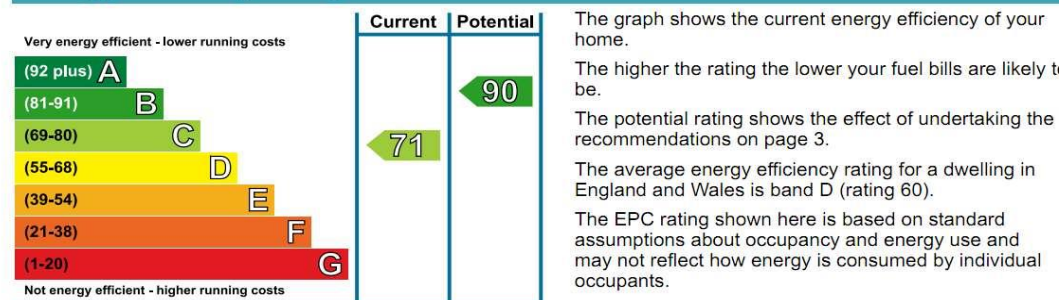 Current Potential
Very energy efficient - lower running costs
(92 plus) A
(81-91) B
(69-80) C
(55-68) D
(39-54) E
(21-38) F
(1-20) G
Not energy efficient - higher running costs
90
71
The graph shows the current energy efficiency of your
home.
The higher the rating the lower your fuel bills are likely to
be.
The potential rating shows the effect of undertaking the
recommendations on page 3.
The average energy efficiency rating for a dwelling in
England and Wales is band D (rating 60).
The EPC rating shown here is based on standard
assumptions about occupancy and energy use and
may not reflect how energy is consumed by individual
occupants.